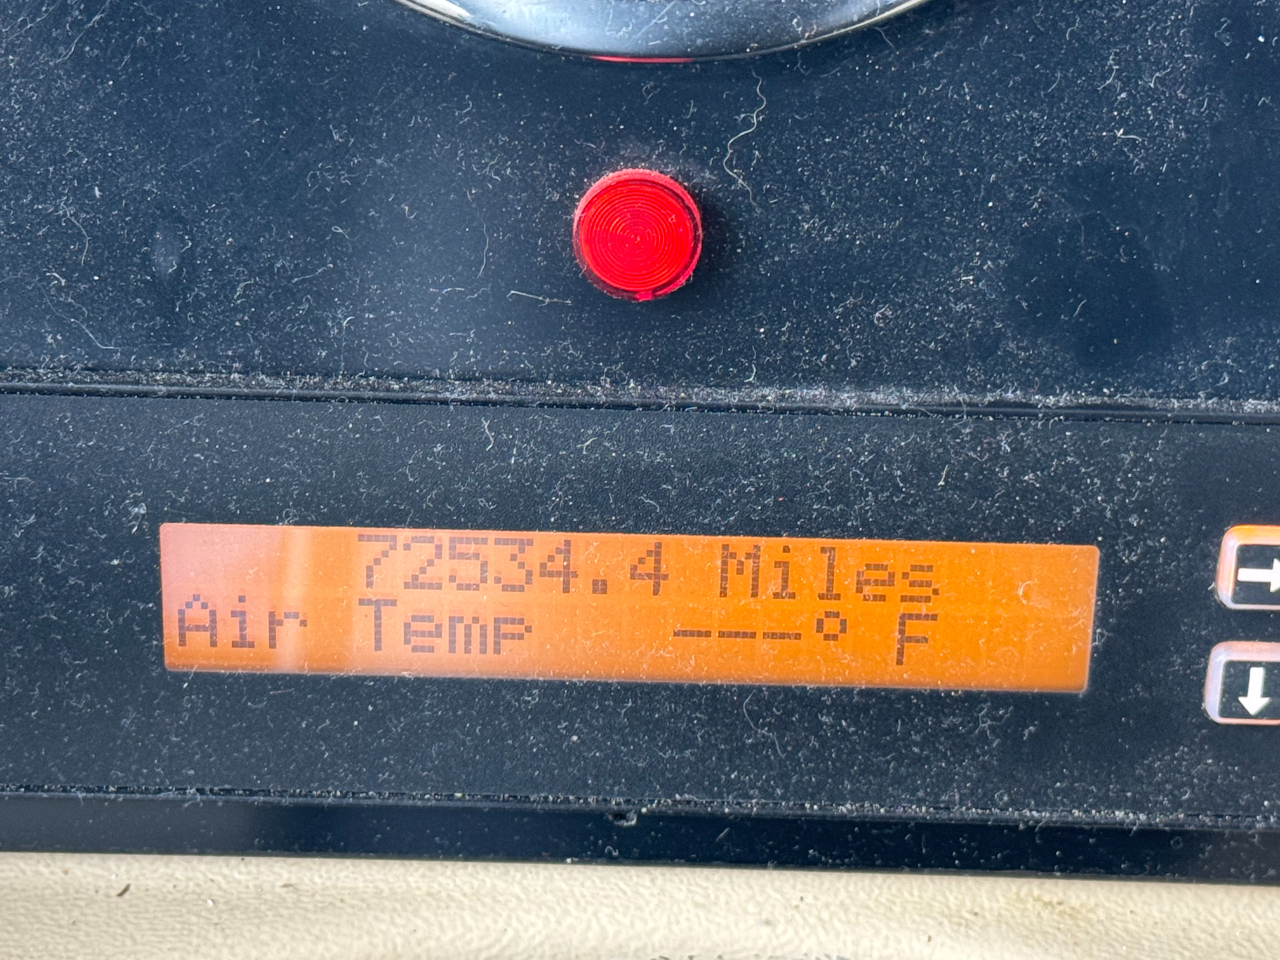 72534.4 Miles
Air Temp ---° F